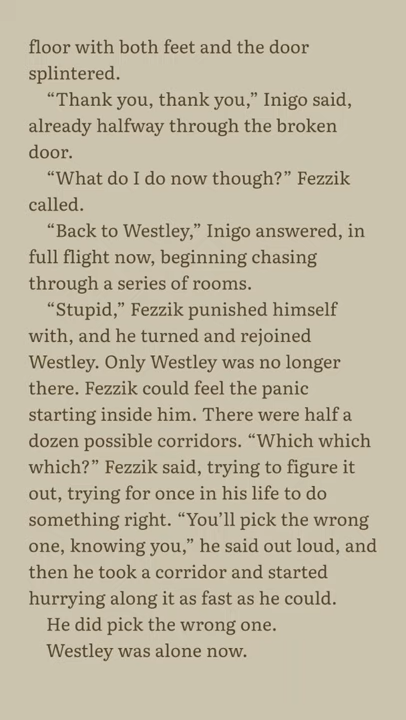 floor with both feet and the door
splintered.
“Thank you, thank you,” Inigo said,
already halfway through the broken
door.
“What do I do now though?” Fezzik
called.
“Back to Westley,” Inigo answered, in
full flight now, beginning chasing
through a series of rooms.
“Stupid,” Fezzik punished himself
with, and he turned and rejoined
Westley. Only Westley was no longer
there. Fezzik could feel the panic
starting inside him. There were half a
dozen possible corridors. “Which which
which?” Fezzik said, trying to figure it
out, trying for once in his life to do
something right. “You’ll pick the wrong
one, knowing you,” he said out loud, and
then he took a corridor and started
hurrying along it as fast as he could.
He did pick the wrong one.
Westley was alone now.